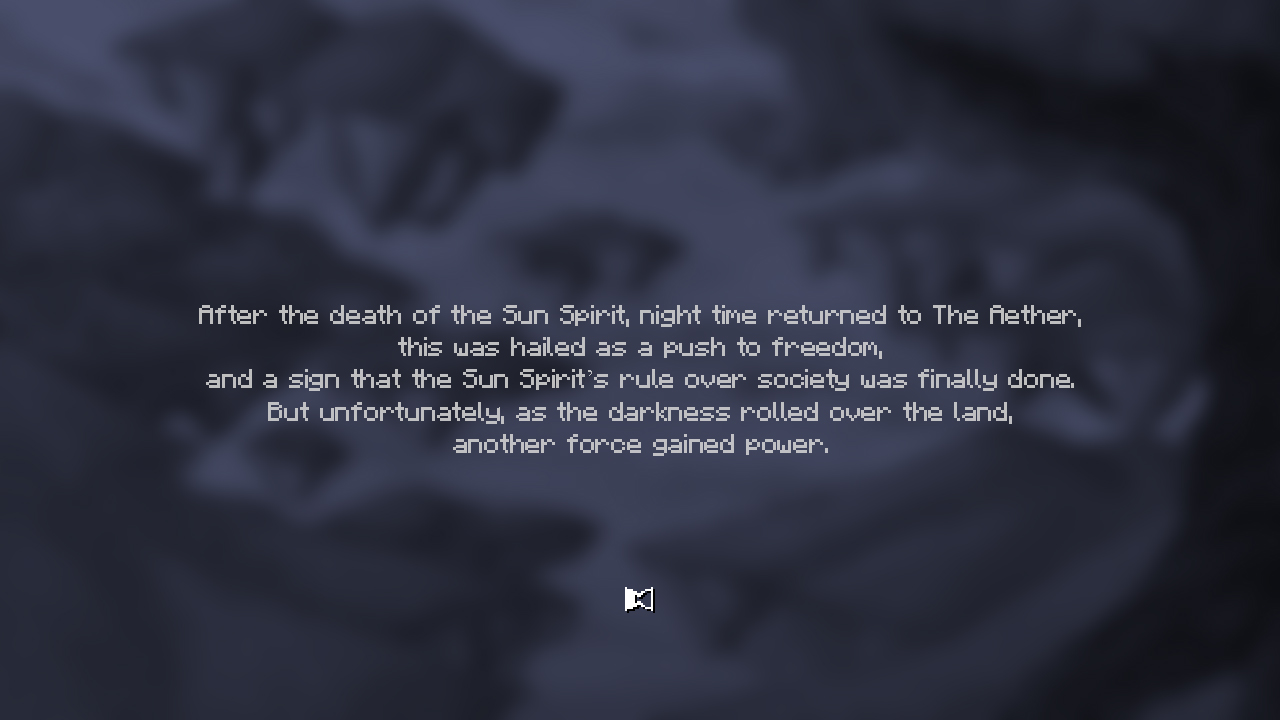 After the death of the Sun Spirit, night time returned to The Aether,
this was hailed as a push to freedom,
and a sign that the Sun Spirit's rule over society was finally done.
But unfortunately, as the darkness rolled over the land,
another force gained power.